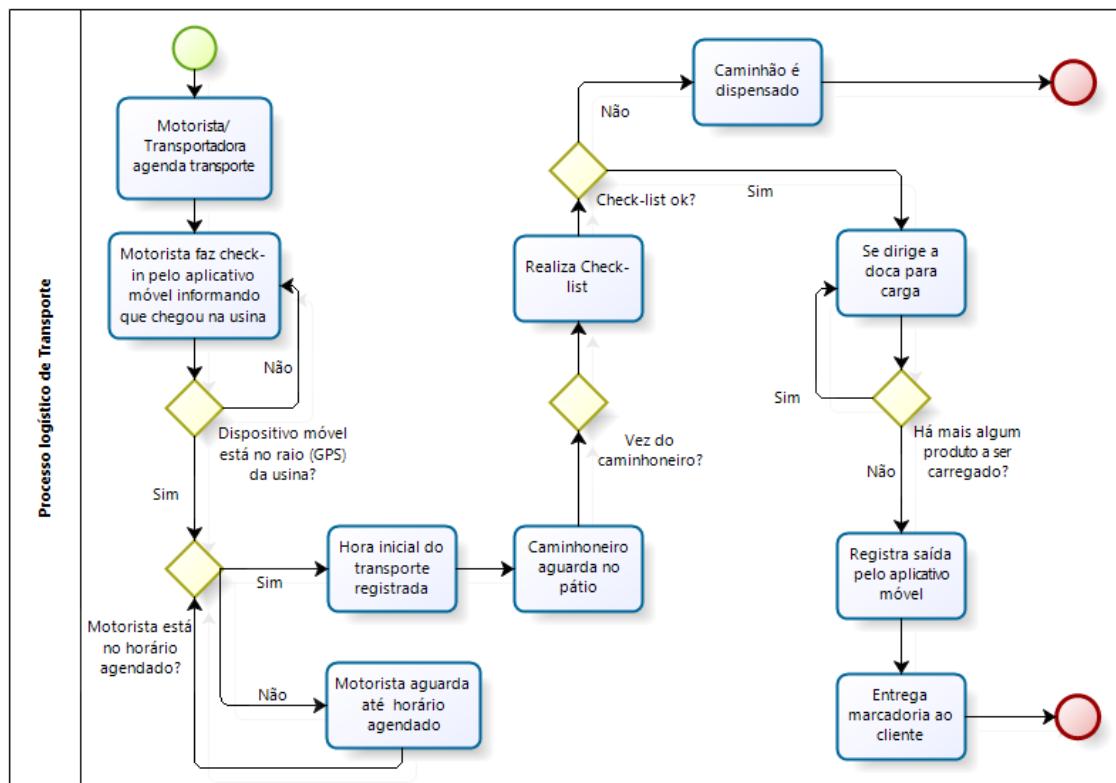 Processo logístico de Transporte
Motorista/
Transportadora
agenda transporte
Motorista faz check-
in pelo aplicativo
móvel informando
que chegou na usina
Não
Dispositivo móvel
está no raio (GPS)
da usina?
Sim
Motorista está
no horário
agendado?
Sim
Hora inicial do
transporte
registrada
Não
Motorista aguarda
até horário
agendado
Caminhoneiro
aguarda no
pátio
Vez do
caminhoneiro?
Realiza Check-
list
Check-list ok?
Não
Caminhão é
dispensado
Sim
Se dirige a
doca para
carga
Sim
Há mais algum
produto a ser
carregado?
Não
Registra saída
pelo aplicativo
móvel
Entrega
marcadoria ao
cliente